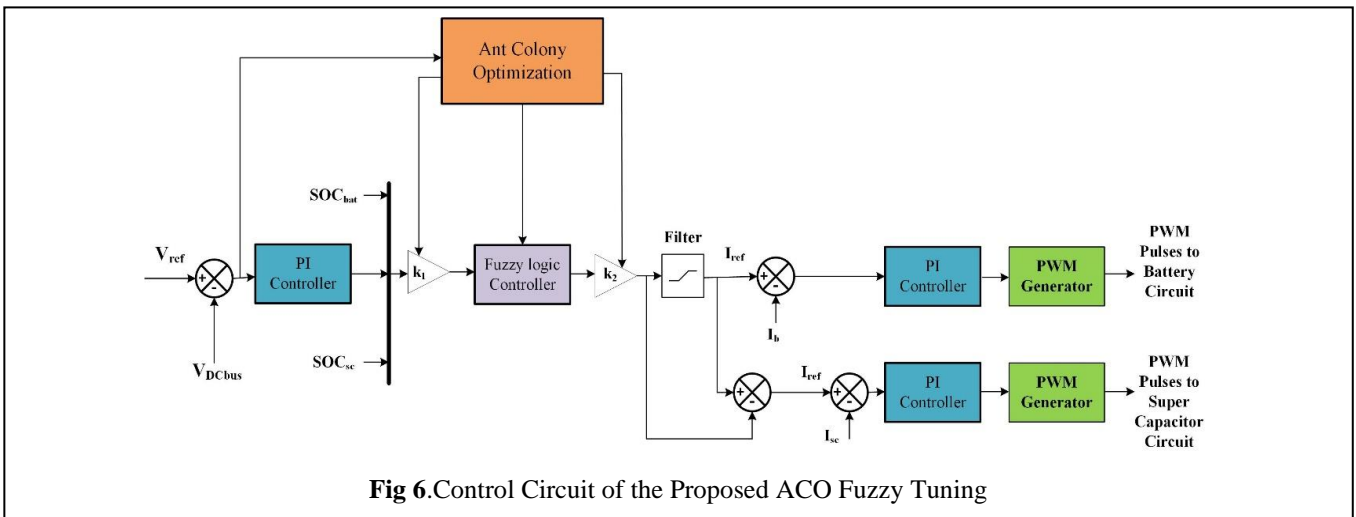 Ant Colony
Optimization
SOCbat
Vref
+
-
PI
Controller
k1
Fuzzy logic
Controller
k2
Filter
Iref
+
-
PI
Controller
PWM
Generator
PWM
Pulses to
Battery
Circuit
VDCbus
SOCsc
Ib
+
-
Iref
+
-
Isc
PI
Controller
PWM
Generator
PWM
Pulses to
Super
Capacitor
Circuit
Fig 6.Control Circuit of the Proposed ACO Fuzzy Tuning